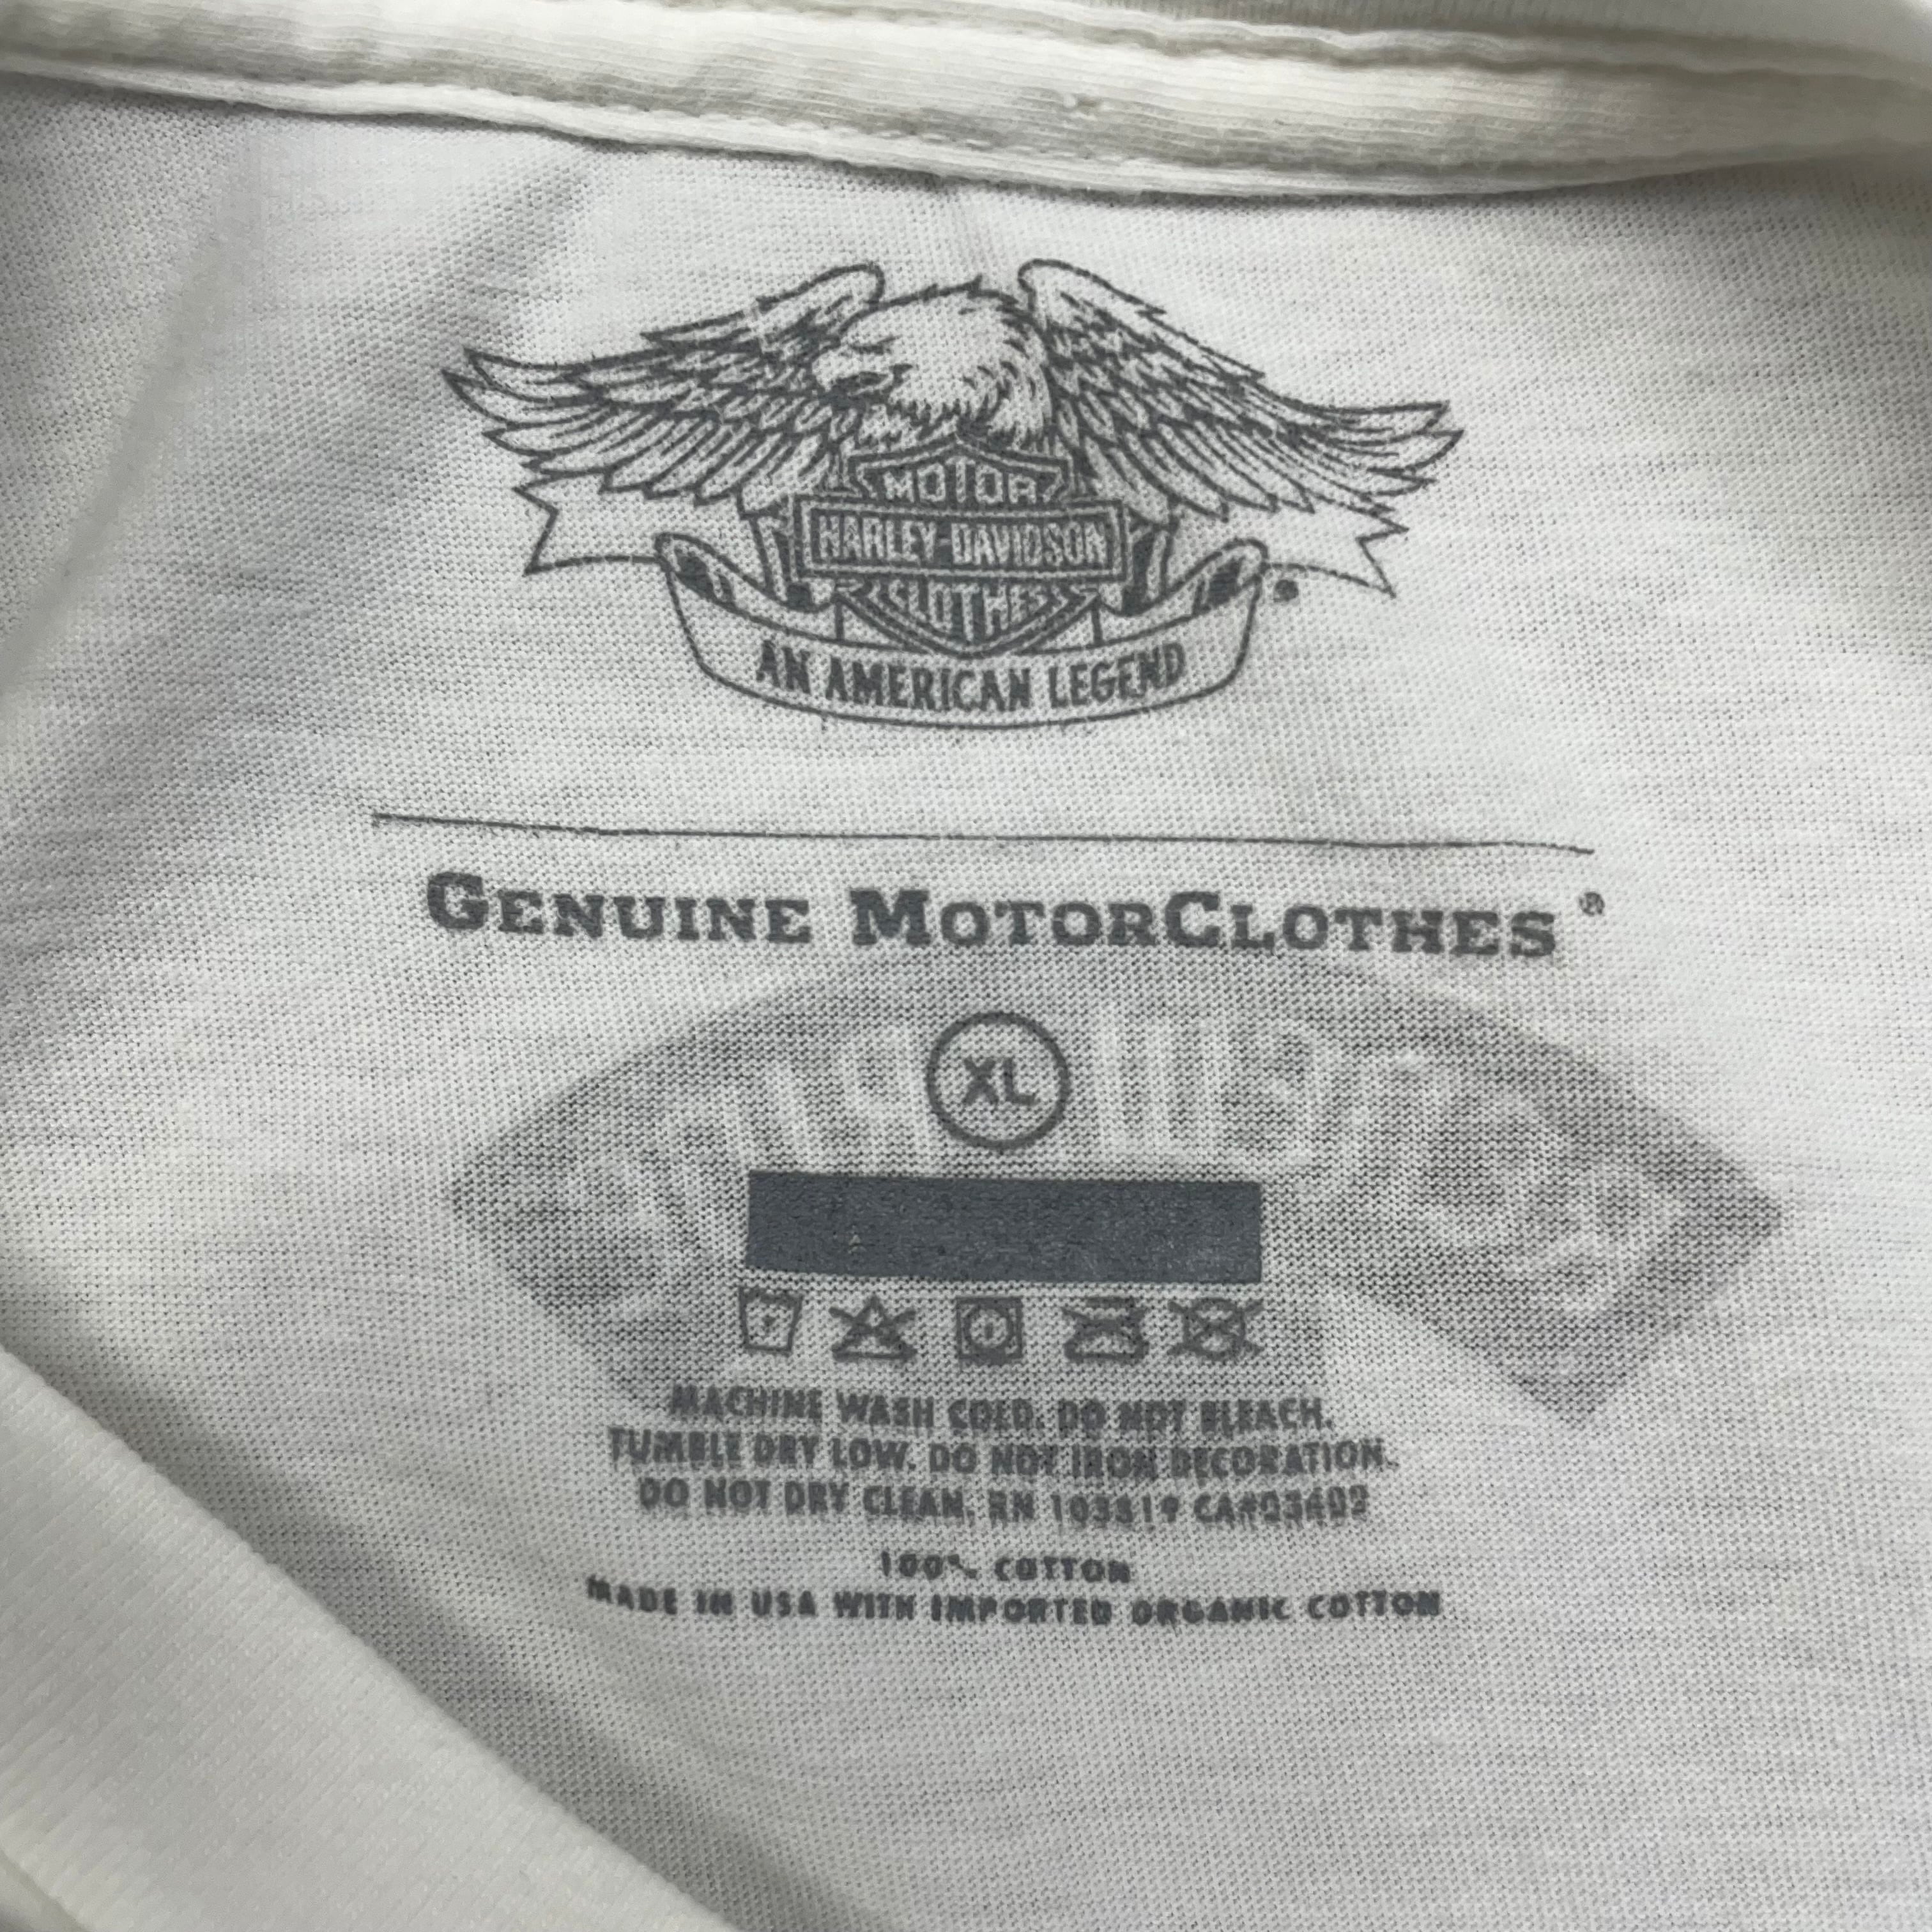 MOTOR
HARLEY-DAVIDSON
CLOTHES
AN AMERICAN LEGEND
GENUINE MOTORCLOTHES®
XL
MACHINE WASH COLD. DO NOT BLEACH.
TUMBLE DRY LOW. DO NOT IRON DECORATION.
DO NOT DRY CLEAN. RN 103819 CA#03402
100% COTTON
MADE IN USA WITH IMPORTED ORGANIC COTTON